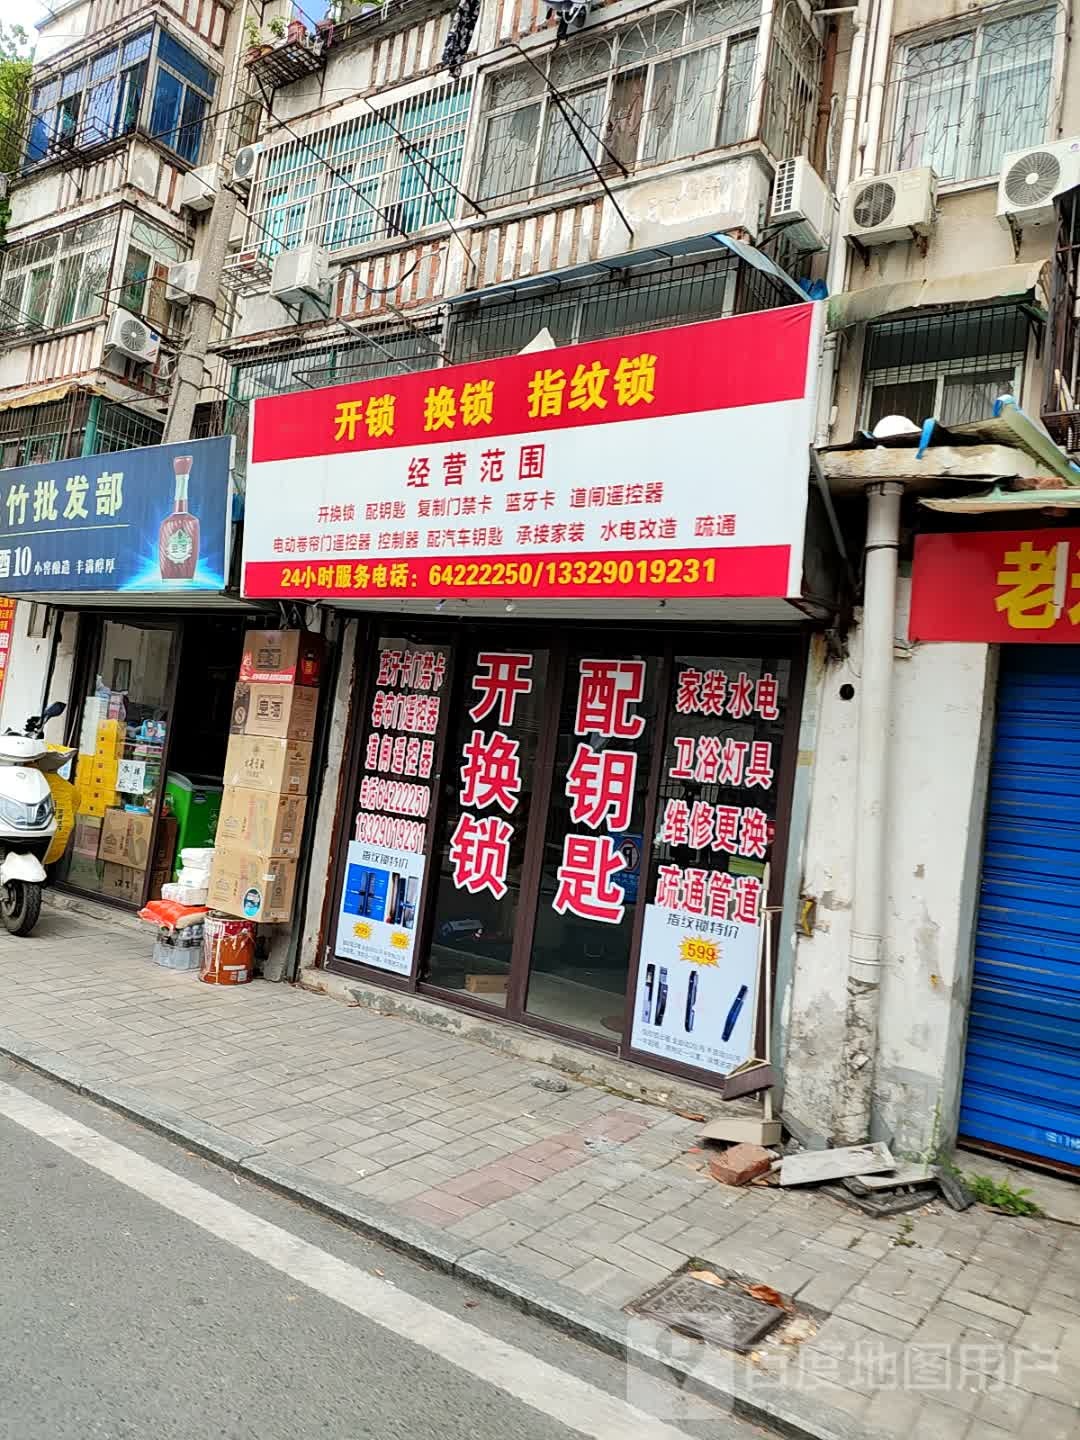 开锁 换锁 指纹锁
经营范围
开换锁 配钥匙 复制门禁卡 蓝牙卡 道闸遥控器
电动卷帘门遥控器 控制器 配汽车钥匙 承接家装 水电改造 疏通
24小时服务电话：64222250/13329019231
竹批发部
酒10 小窖酿造 丰满醇厚
老
蓝牙卡门禁卡
卷帘门遥控器
道闸遥控器
电话64222250
13329019231
指纹锁特价
299
399
开换锁
配钥匙
家装水电
卫浴灯具
维修更换
疏通管道
指纹锁特价
599
百度地图用户